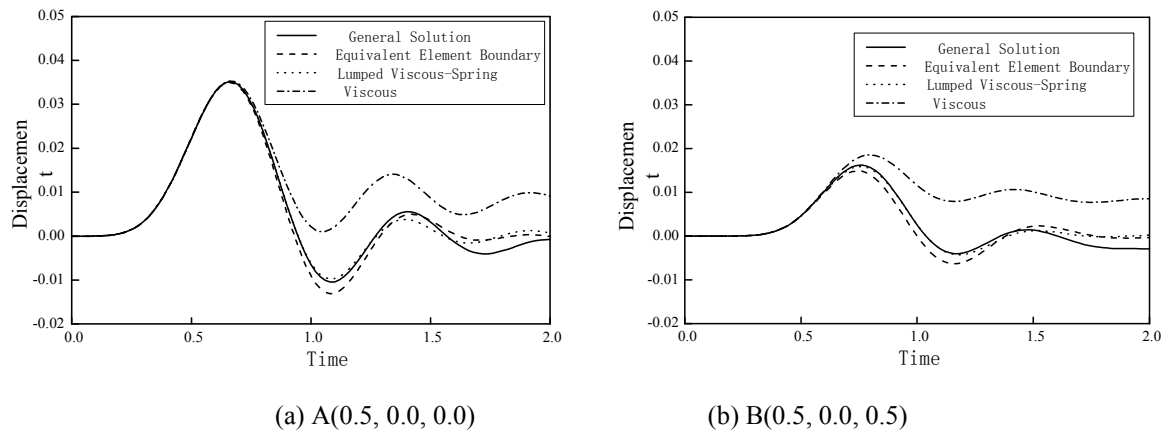 0.05
0.04
0.03
0.02
0.01
0.00
-0.01
-0.02
Displacemen
t
General Solution
Equivalent Element Boundary
Lumped Viscous-Spring
Viscous
0.0 0.5 1.0 1.5 2.0
Time
0.05
0.04
0.03
0.02
0.01
0.00
-0.01
-0.02
Displacemen
t
General Solution
Equivalent Element Boundary
Lumped Viscous-Spring
Viscous
0.0 0.5 1.0 1.5 2.0
Time
(a) A(0.5, 0.0, 0.0)
(b) B(0.5, 0.0, 0.5)